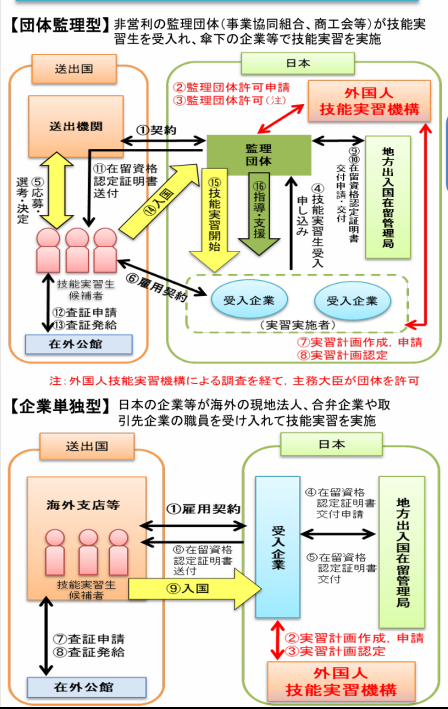 【団体監理型】 非営利の監理団体(事業協同組合、商工会等)が技能実
習生を受入れ、傘下の企業等で技能実習を実施
送出国
日本
②監理団体許可申請
③監理団体許可(注)
外国人
技能実習機構
送出機関
①契約
監理
団体
⑤応募・
選考・決定
⑪在留資格
認定証明書
送付
⑭入国
⑮技能実習開始
⑯指導・支援
④技能実習生受入
申し込み
⑨⑩在留資格認定証明書
交付申請・交付
地方出入国在留管理局
技能実習生
候補者
⑥雇用契約
受入企業
受入企業
(実習実施者)
⑫査証申請
⑬査証発給
在外公館
⑦実習計画作成, 申請
⑧実習計画認定
注:外国人技能実習機構による調査を経て, 主務大臣が団体を許可
【企業単独型】 日本の企業等が海外の現地法人、合弁企業や取
引先企業の職員を受け入れて技能実習を実施
送出国
日本
海外支店等
①雇用契約
④在留資格
認定証明書
交付申請
受入企業
地方出入国在留管理局
⑥在留資格
認定証明書
送付
⑤在留資格
認定証明書
交付
技能実習生
候補者
⑨入国
⑦査証申請
⑧査証発給
②実習計画作成, 申請
③実習計画認定
在外公館
外国人
技能実習機構